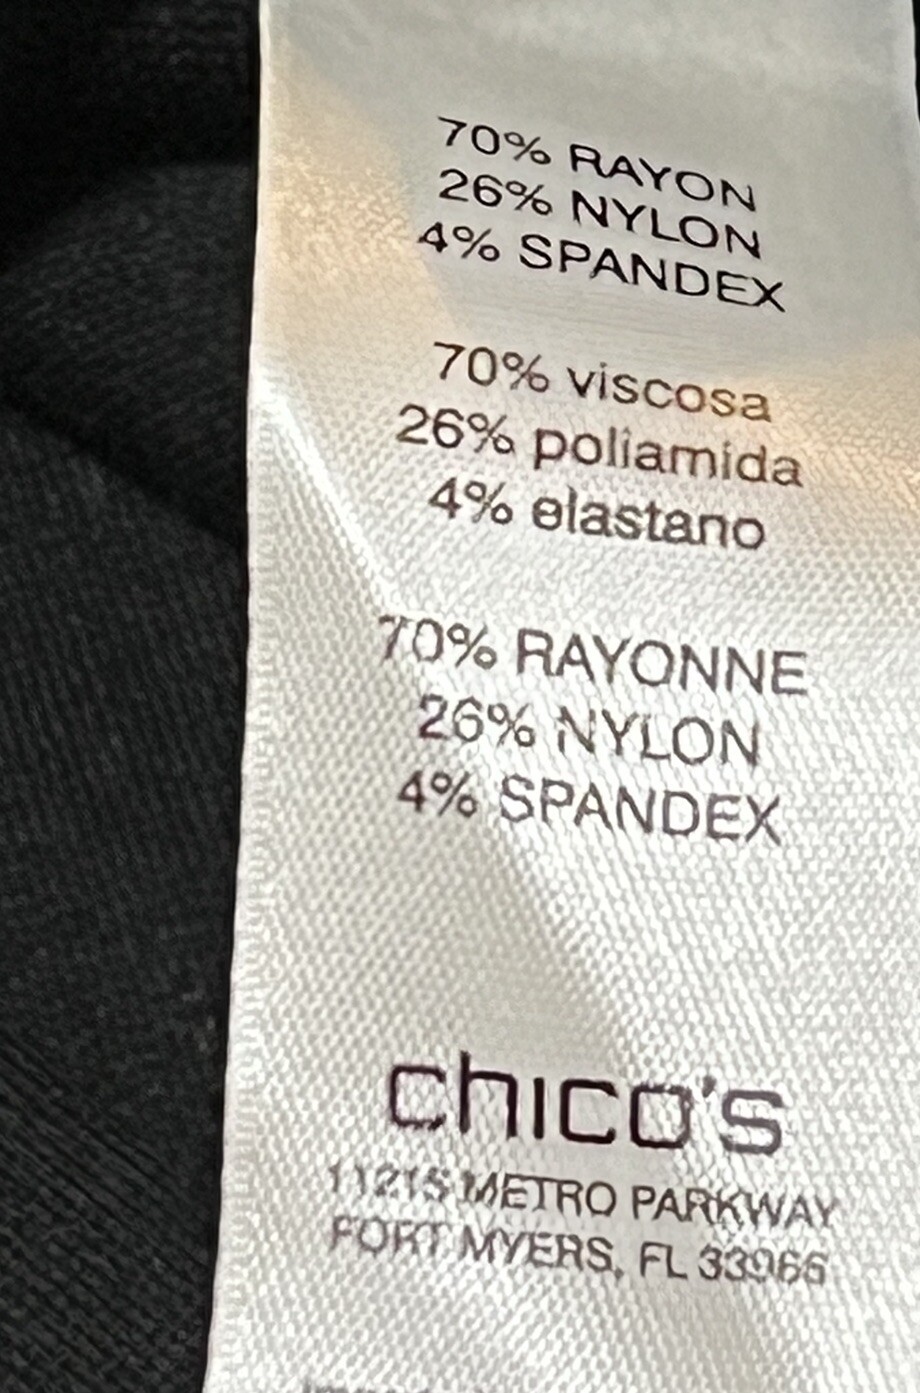 70% RAYON
26% NYLON
4% SPANDEX
70% viscosa
26% poliamida
4% elastano
70% RAYONNE
26% NYLON
4% SPANDEX
chico's
11215 METRO PARKWAY
FORT MYERS, FL 33966